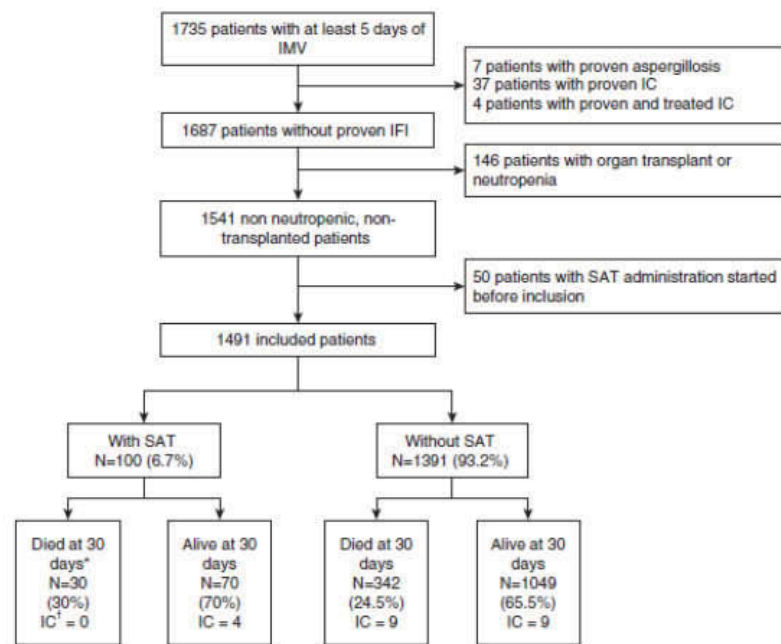 1735 patients with at least 5 days of
IMV
7 patients with proven aspergillosis
37 patients with proven IC
4 patients with proven and treated IC
1687 patients without proven IFI
146 patients with organ transplant or
neutropenia
1541 non neutropenic, non-
transplanted patients
50 patients with SAT administration started
before inclusion
1491 included patients
With SAT
N=100 (6.7%)
Without SAT
N=1391 (93.2%)
Died at 30
days*
N=30
(30%)
IC† = 0
Alive at 30
days
N=70
(70%)
IC = 4
Died at 30
days
N=342
(24.5%)
IC = 9
Alive at 30
days
N=1049
(65.5%)
IC = 9